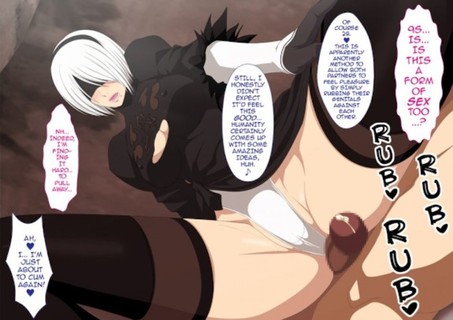 9S...
IS...
IS THIS
A FORM
OF SEX
TOO...
...?
OF
COURSE
2B.
♥
THIS IS
APPARENTLY
ANOTHER
METHOD
TO ALLOW BOTH
PARTNERS TO
FEEL PLEASURE
BY SIMPLY
RUBBING THEIR
GENITALS
AGAINST
EACH
OTHER.
STILL, I
HONESTLY
DIDN'T
EXPECT
IT'D FEEL
THIS
GOOD...
HUMANITY
CERTAINLY
COMES UP
WITH SOME
AMAZING
IDEAS,
HUH.
♪
NH...
INDEED,
I'M
FIND-
ING IT
HARD...
TO PULL
AWAY...
AH,
♥
I... I'M
JUST
ABOUT
TO CUM
AGAIN!
♥
RUB♥
RUB♥
RUB♥
RUB♥